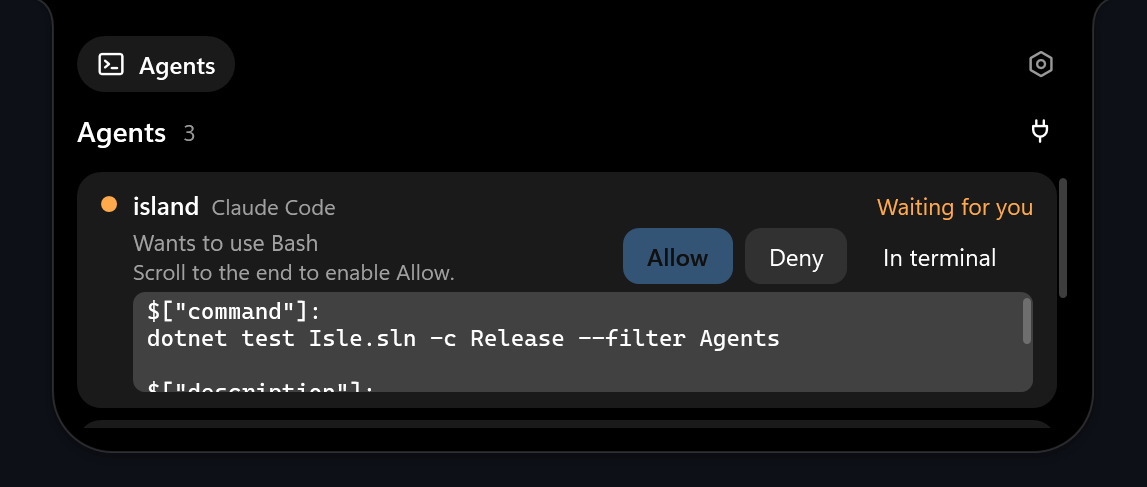 Agents
Agents 3
island Claude Code
Waiting for you
Wants to use Bash
Scroll to the end to enable Allow.
Allow
Deny
In terminal
$["command"]:
dotnet test Isle.sln -c Release --filter Agents
$["description"]: